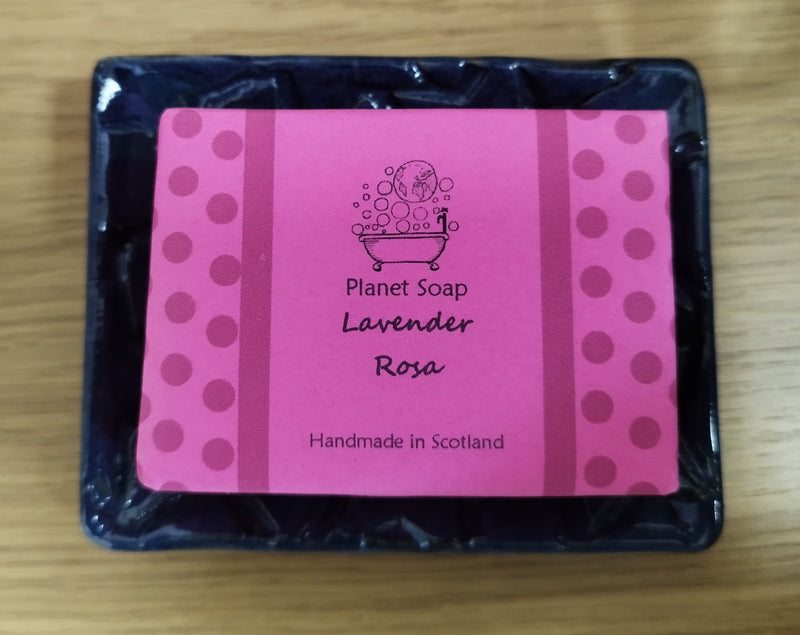 Planet Soap
Lavender
Rosa
Handmade in Scotland